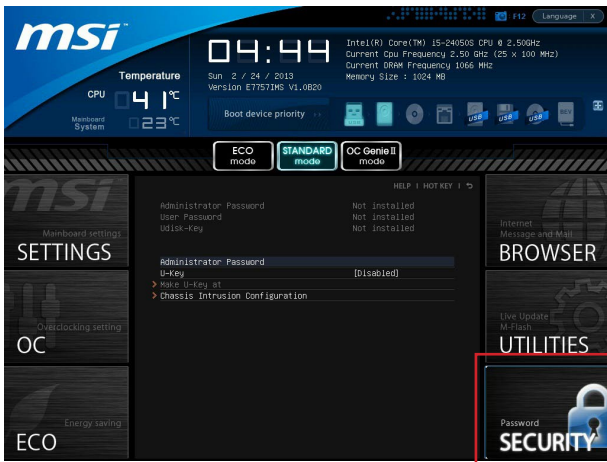 msi
F12 Language X
04:44
Intel(R) Core(TM) i5-2405OS CPU @ 2.50GHz
Current Cpu Frequency 2.50 GHz (25 x 100 MHz)
Current DRAM Frequency 1066 MHz
Memory Size : 1024 MB
Temperature
Sun 2 / 24 / 2013
Version E7757IMS V1.0B20
CPU 41°C
Mainboard
System 23°C
Boot device priority
USB USB USB BEV
ECO
mode
STANDARD
mode
OC Genie II
mode
HELP | HOT KEY |
msi
Mainboard settings
SETTINGS
Overclocking setting
OC
Energy saving
ECO
Administrator Password Not installed
User Password Not installed
Udisk-Key Not installed
Administrator Password
U-Key [Disabled]
Make U-Key at
Chassis Intrusion Configuration
Internet
Message and Mail
BROWSER
Live Update
M-Flash
UTILITIES
Password
SECURITY